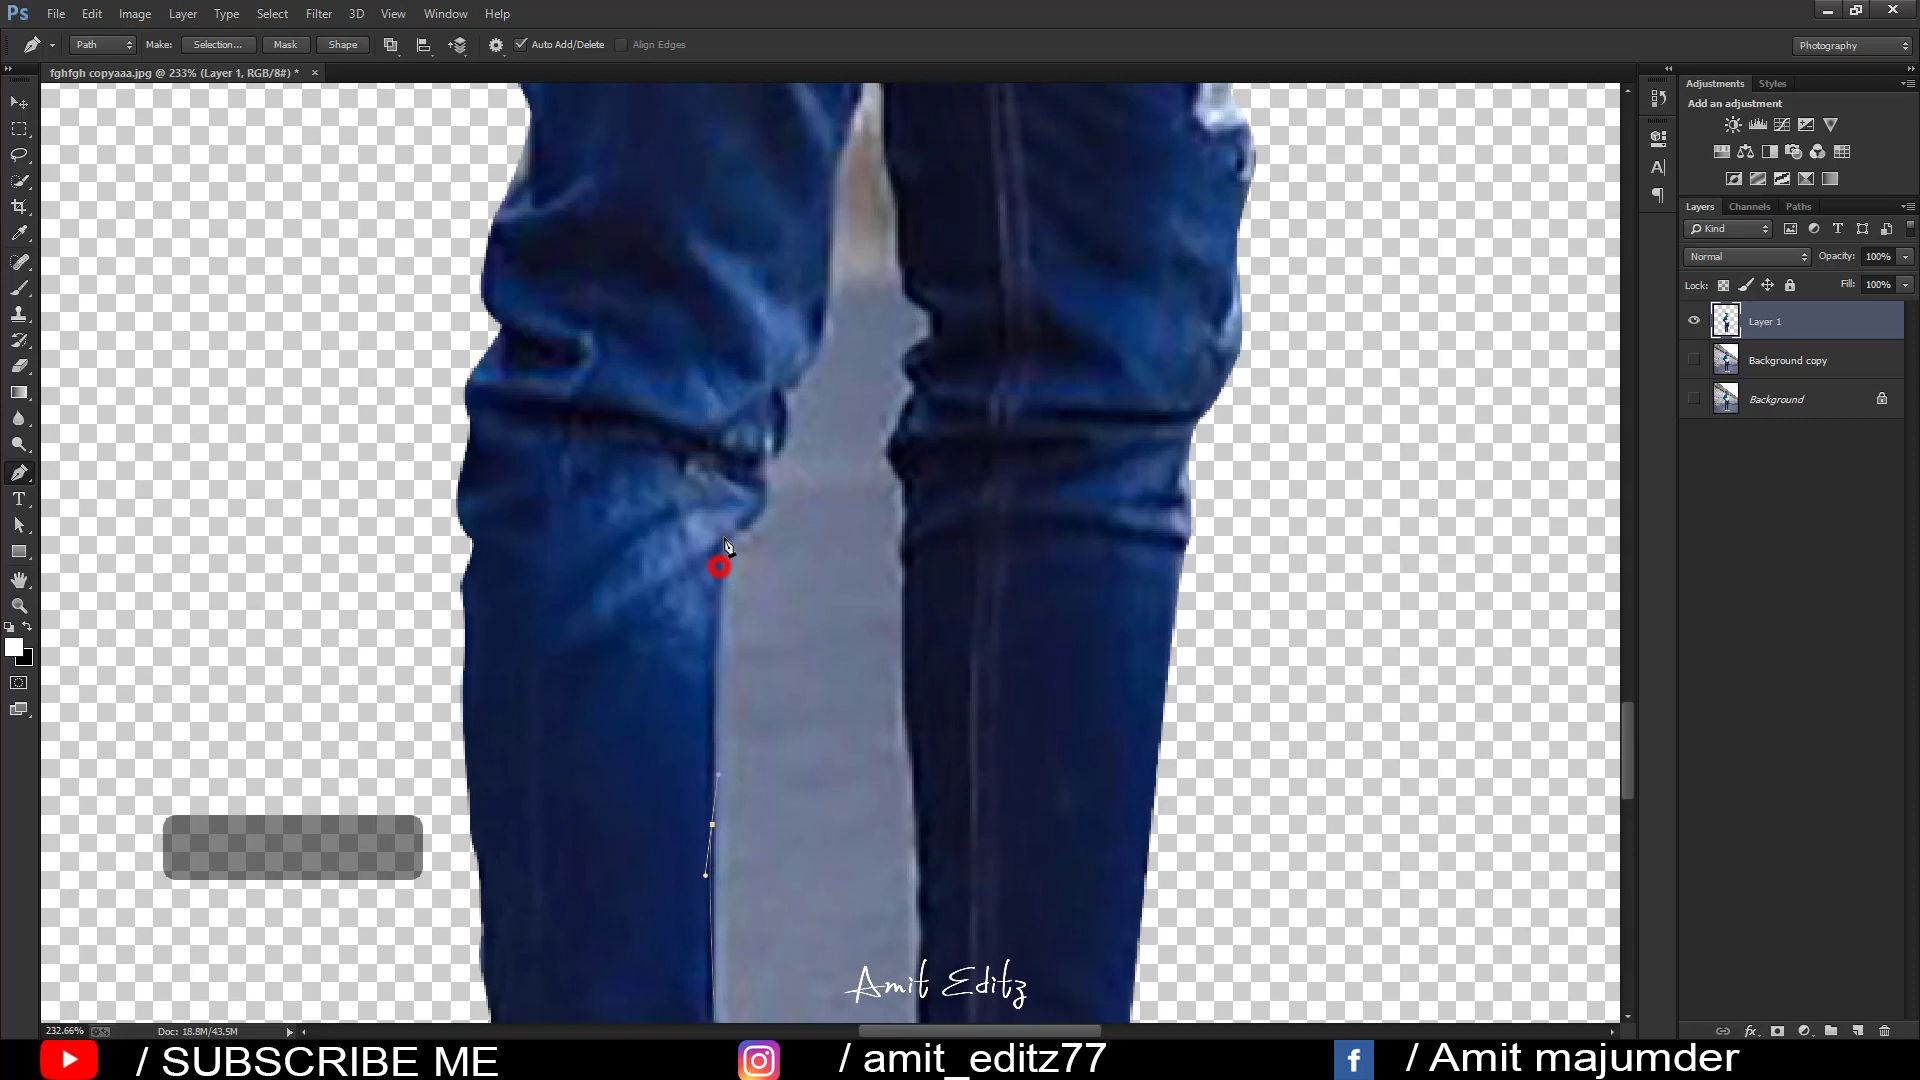 Ps File Edit Image Layer Type Select Filter 3D View Window Help
Path Make: Selection... Mask Shape Auto Add/Delete Align Edges Photography
fghfgh copyaaa.jpg @ 233% (Layer 1, RGB/8#) * ×
Adjustments Styles
Add an adjustment
Layers Channels Paths
Kind
Normal Opacity: 100%
Lock: Fill: 100%
Layer 1
Background copy
Background
Amit Editz
232.66% Doc: 18.8M/43.5M
/ SUBSCRIBE ME / amit_editz77 / Amit majumder